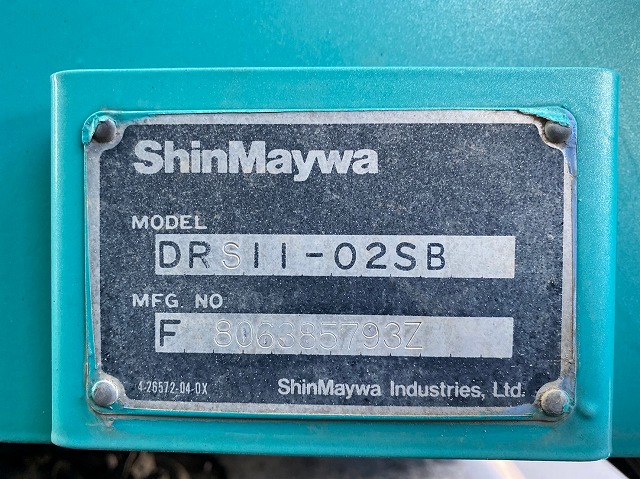 ShinMaywa
MODEL
DRS11-02SB
MFG. NO
F 806385793Z
4-26572-04-DX
ShinMaywa Industries, Ltd.